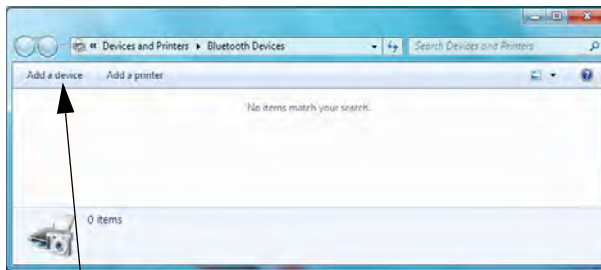 « Devices and Printers ▸ Bluetooth Devices Search Devices and Printers
Add a device Add a printer
No items match your search.
0 items